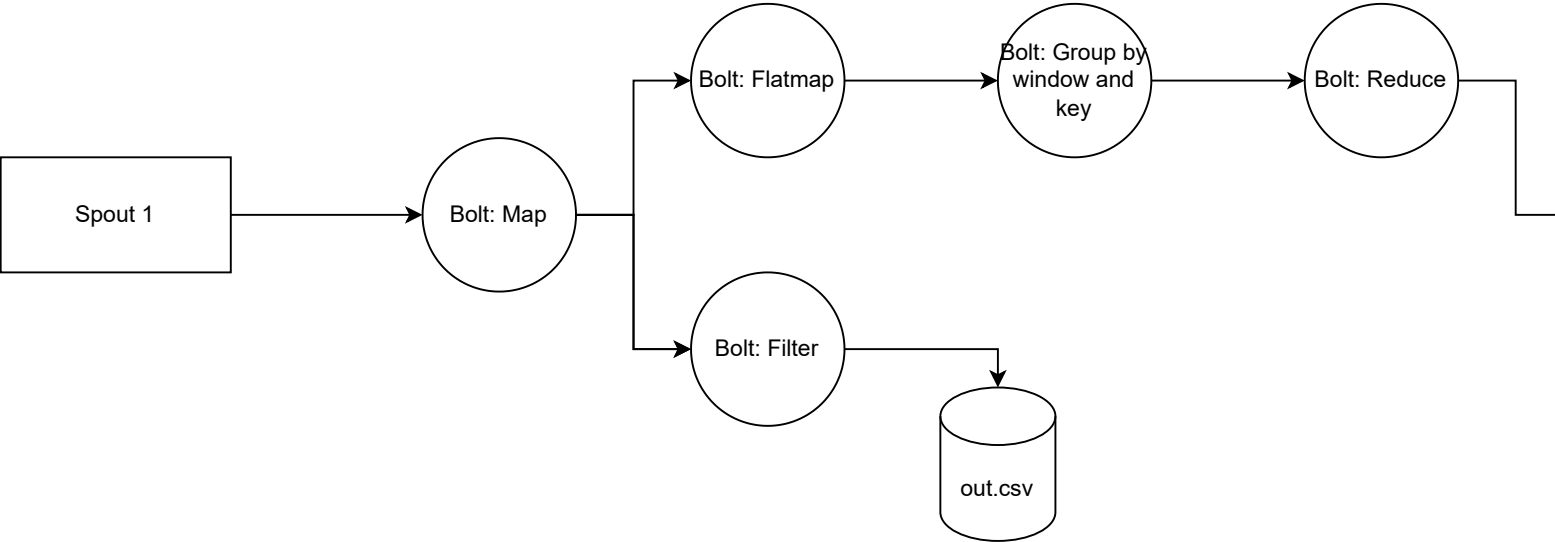 Bolt: Flatmap
Bolt: Group by
window and
key
Bolt: Reduce
Spout 1
Bolt: Map
Bolt: Filter
out.csv